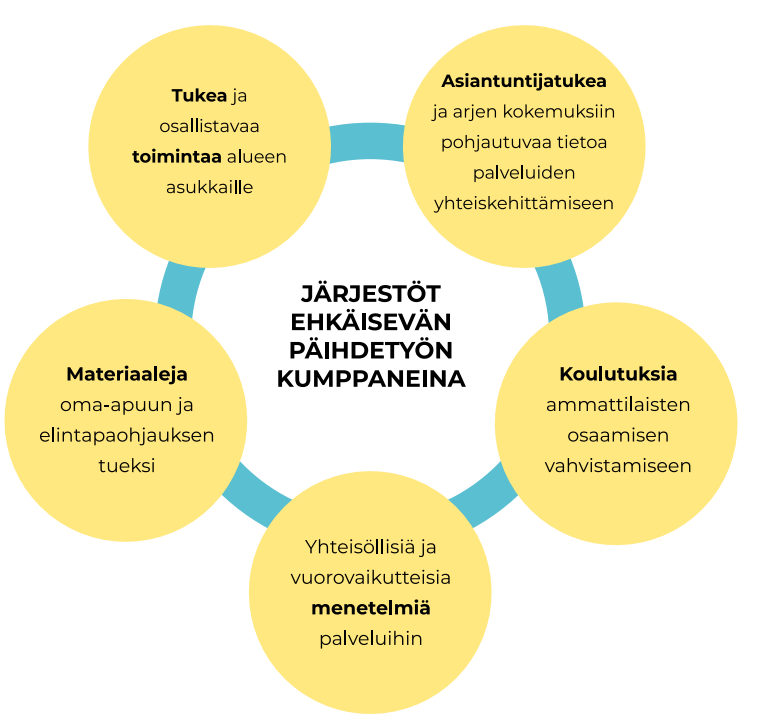 Tukea ja
osallistavaa
toimintaa alueen
asukkaille
Asiantuntijatukea
ja arjen kokemuksiin
pohjautuvaa tietoa
palveluiden
yhteiskehittämiseen
JÄRJESTÖT
EHKÄISEVÄN
PÄIHDETYÖN
KUMPPANEINA
Materiaaleja
oma-apuun ja
elintapaohjauksen
tueksi
Koulutuksia
ammattilaisten
osaamisen
vahvistamiseen
Yhteisöllisiä ja
vuorovaikutteisia
menetelmiä
palveluihin